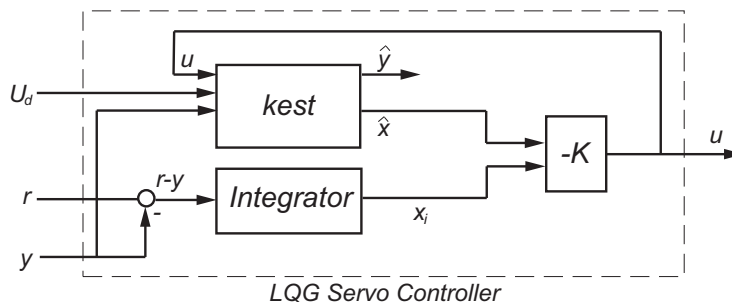 u
ŷ
U_d
kest
x̂
-K
u
r-y
r
-
Integrator
x_i
y
LQG Servo Controller